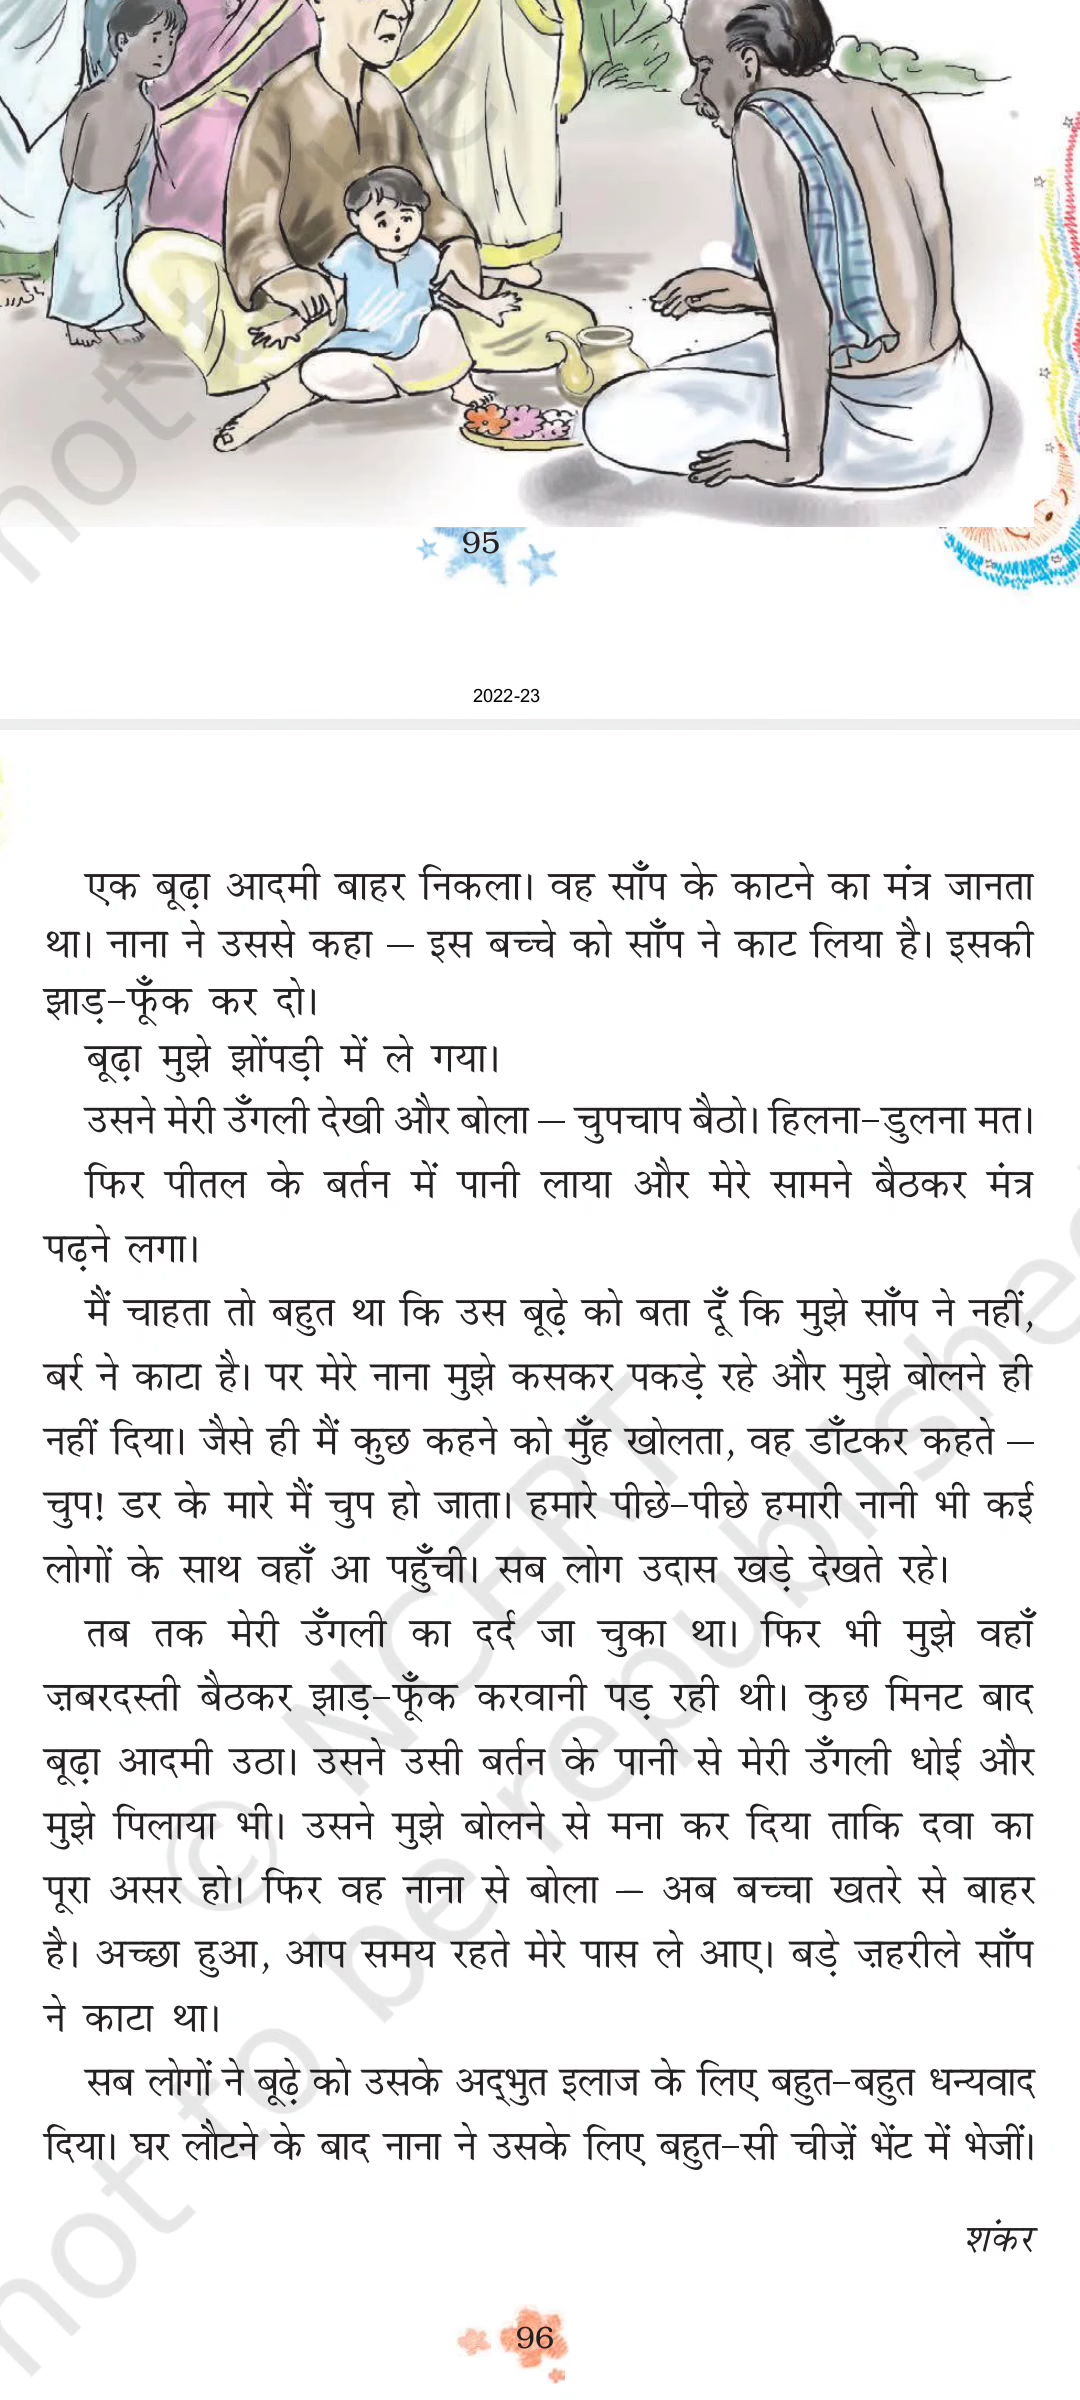 95
2022-23
एक बूढ़ा आदमी बाहर निकला। वह साँप के काटने का मंत्र जानता
था। नाना ने उससे कहा – इस बच्चे को साँप ने काट लिया है। इसकी
झाड़-फूँक कर दो।
बूढ़ा मुझे झोंपड़ी में ले गया।
उसने मेरी उँगली देखी और बोला – चुपचाप बैठो। हिलना-डुलना मत।
फिर पीतल के बर्तन में पानी लाया और मेरे सामने बैठकर मंत्र
पढ़ने लगा।
मैं चाहता तो बहुत था कि उस बूढ़े को बता दूँ कि मुझे साँप ने नहीं,
बर्र ने काटा है। पर मेरे नाना मुझे कसकर पकड़े रहे और मुझे बोलने ही
नहीं दिया। जैसे ही मैं कुछ कहने को मुँह खोलता, वह डाँटकर कहते –
चुप! डर के मारे मैं चुप हो जाता। हमारे पीछे-पीछे हमारी नानी भी कई
लोगों के साथ वहाँ आ पहुँची। सब लोग उदास खड़े देखते रहे।
तब तक मेरी उँगली का दर्द जा चुका था। फिर भी मुझे वहाँ
ज़बरदस्ती बैठकर झाड़-फूँक करवानी पड़ रही थी। कुछ मिनट बाद
बूढ़ा आदमी उठा। उसने उसी बर्तन के पानी से मेरी उँगली धोई और
मुझे पिलाया भी। उसने मुझे बोलने से मना कर दिया ताकि दवा का
पूरा असर हो। फिर वह नाना से बोला – अब बच्चा खतरे से बाहर
है। अच्छा हुआ, आप समय रहते मेरे पास ले आए। बड़े ज़हरीले साँप
ने काटा था।
सब लोगों ने बूढ़े को उसके अद्‌भुत इलाज के लिए बहुत-बहुत धन्यवाद
दिया। घर लौटने के बाद नाना ने उसके लिए बहुत-सी चीज़ें भेंट में भेजीं।
शंकर
96
© NCERT
not to be republished